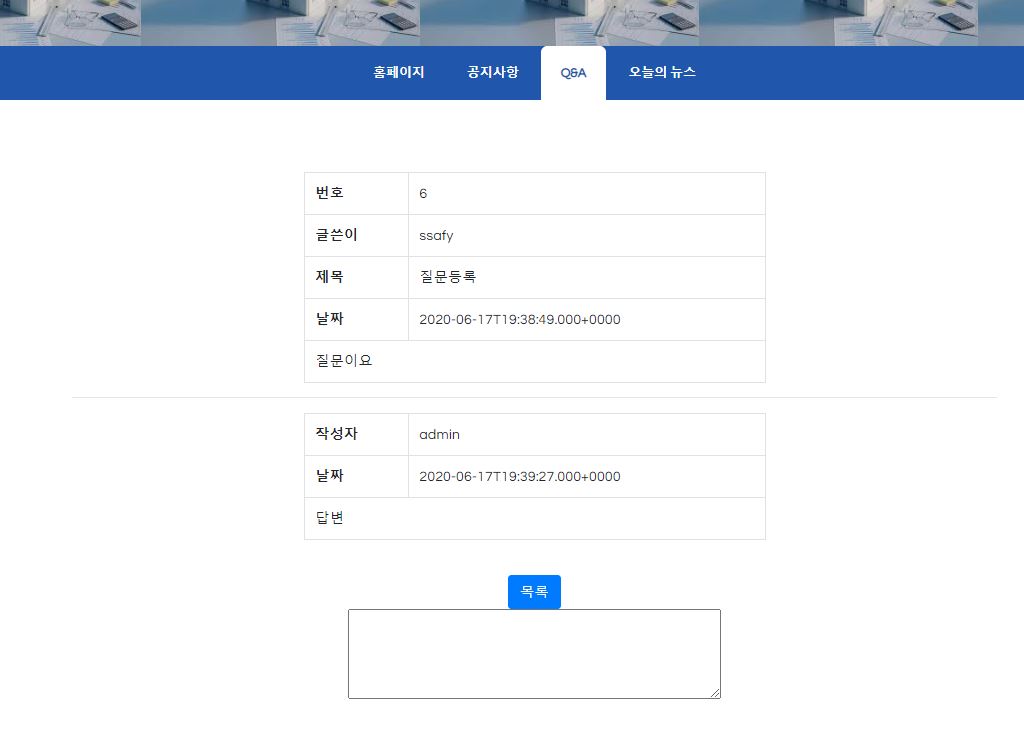 홈페이지 공지사항 Q&A 오늘의 뉴스
번호 6
글쓴이 ssafy
제목 질문등록
날짜 2020-06-17T19:38:49.000+0000
질문이요
작성자 admin
날짜 2020-06-17T19:39:27.000+0000
답변
목록